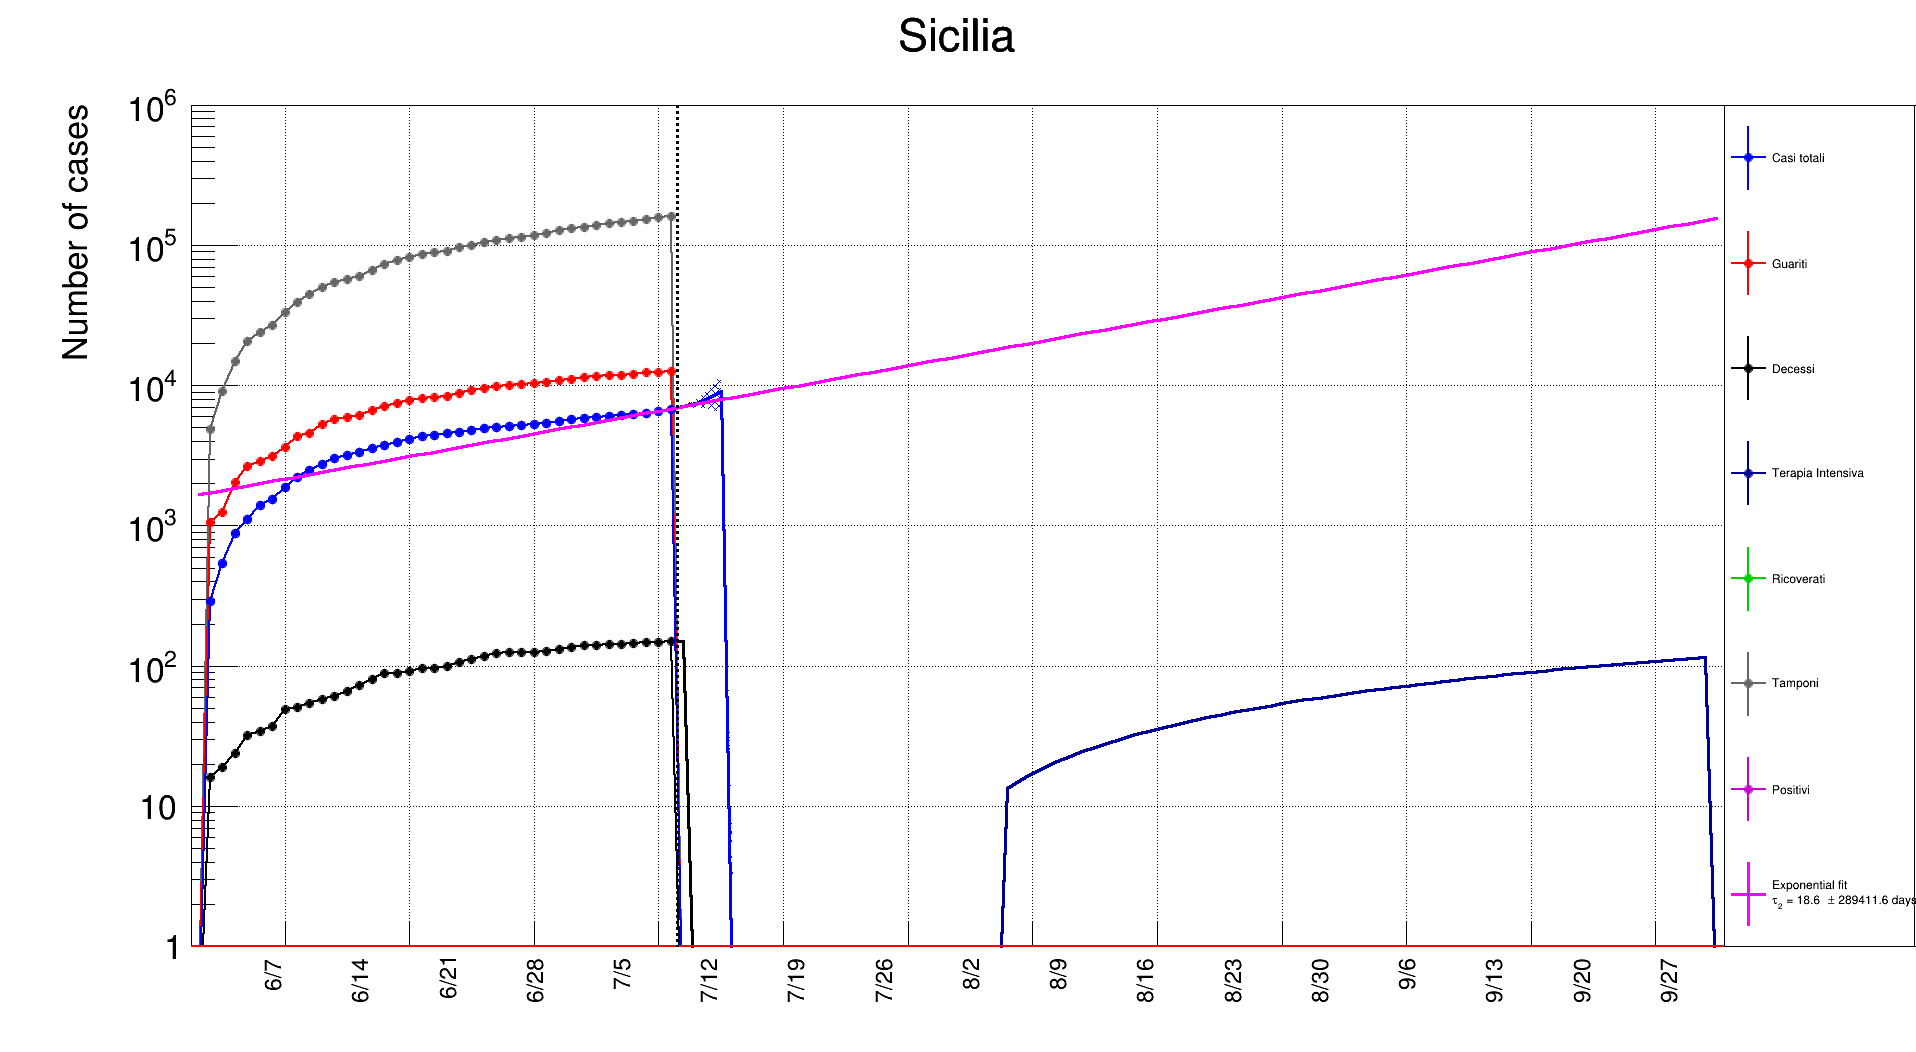 Sicilia
Number of cases
10^6
10^5
10^4
10^3
10^2
10
1
6/7
6/14
6/21
6/28
7/5
7/12
7/19
7/26
8/2
8/9
8/16
8/23
8/30
9/6
9/13
9/20
9/27
Casi totali
Guariti
Decessi
Terapia Intensiva
Ricoverati
Tamponi
Positivi
Exponential fit
τ_2 = 18.6 ± 289411.6 days